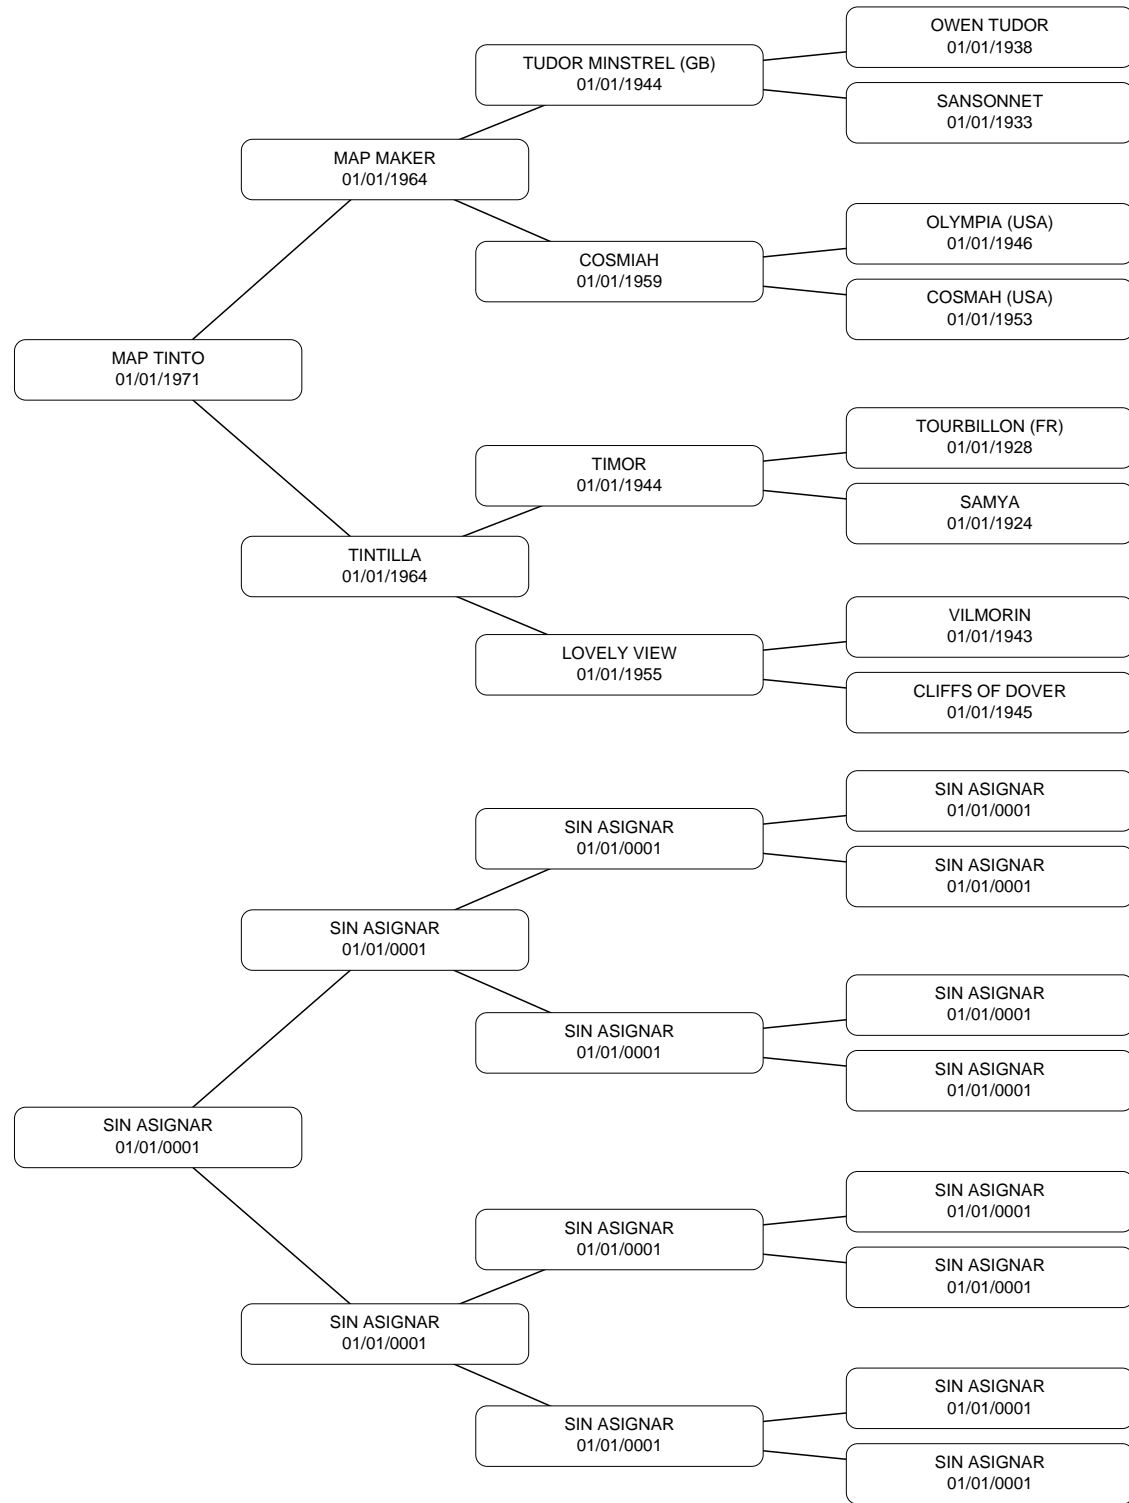 OWEN TUDOR
01/01/1938
TUDOR MINSTREL (GB)
01/01/1944
SANSONNET
01/01/1933
MAP MAKER
01/01/1964
OLYMPIA (USA)
01/01/1946
COSMIAH
01/01/1959
COSMAH (USA)
01/01/1953
MAP TINTO
01/01/1971
TOURBILLON (FR)
01/01/1928
TIMOR
01/01/1944
SAMYA
01/01/1924
TINTILLA
01/01/1964
VILMORIN
01/01/1943
LOVELY VIEW
01/01/1955
CLIFFS OF DOVER
01/01/1945
SIN ASIGNAR
01/01/0001
SIN ASIGNAR
01/01/0001
SIN ASIGNAR
01/01/0001
SIN ASIGNAR
01/01/0001
SIN ASIGNAR
01/01/0001
SIN ASIGNAR
01/01/0001
SIN ASIGNAR
01/01/0001
SIN ASIGNAR
01/01/0001
SIN ASIGNAR
01/01/0001
SIN ASIGNAR
01/01/0001
SIN ASIGNAR
01/01/0001
SIN ASIGNAR
01/01/0001
SIN ASIGNAR
01/01/0001
SIN ASIGNAR
01/01/0001
SIN ASIGNAR
01/01/0001